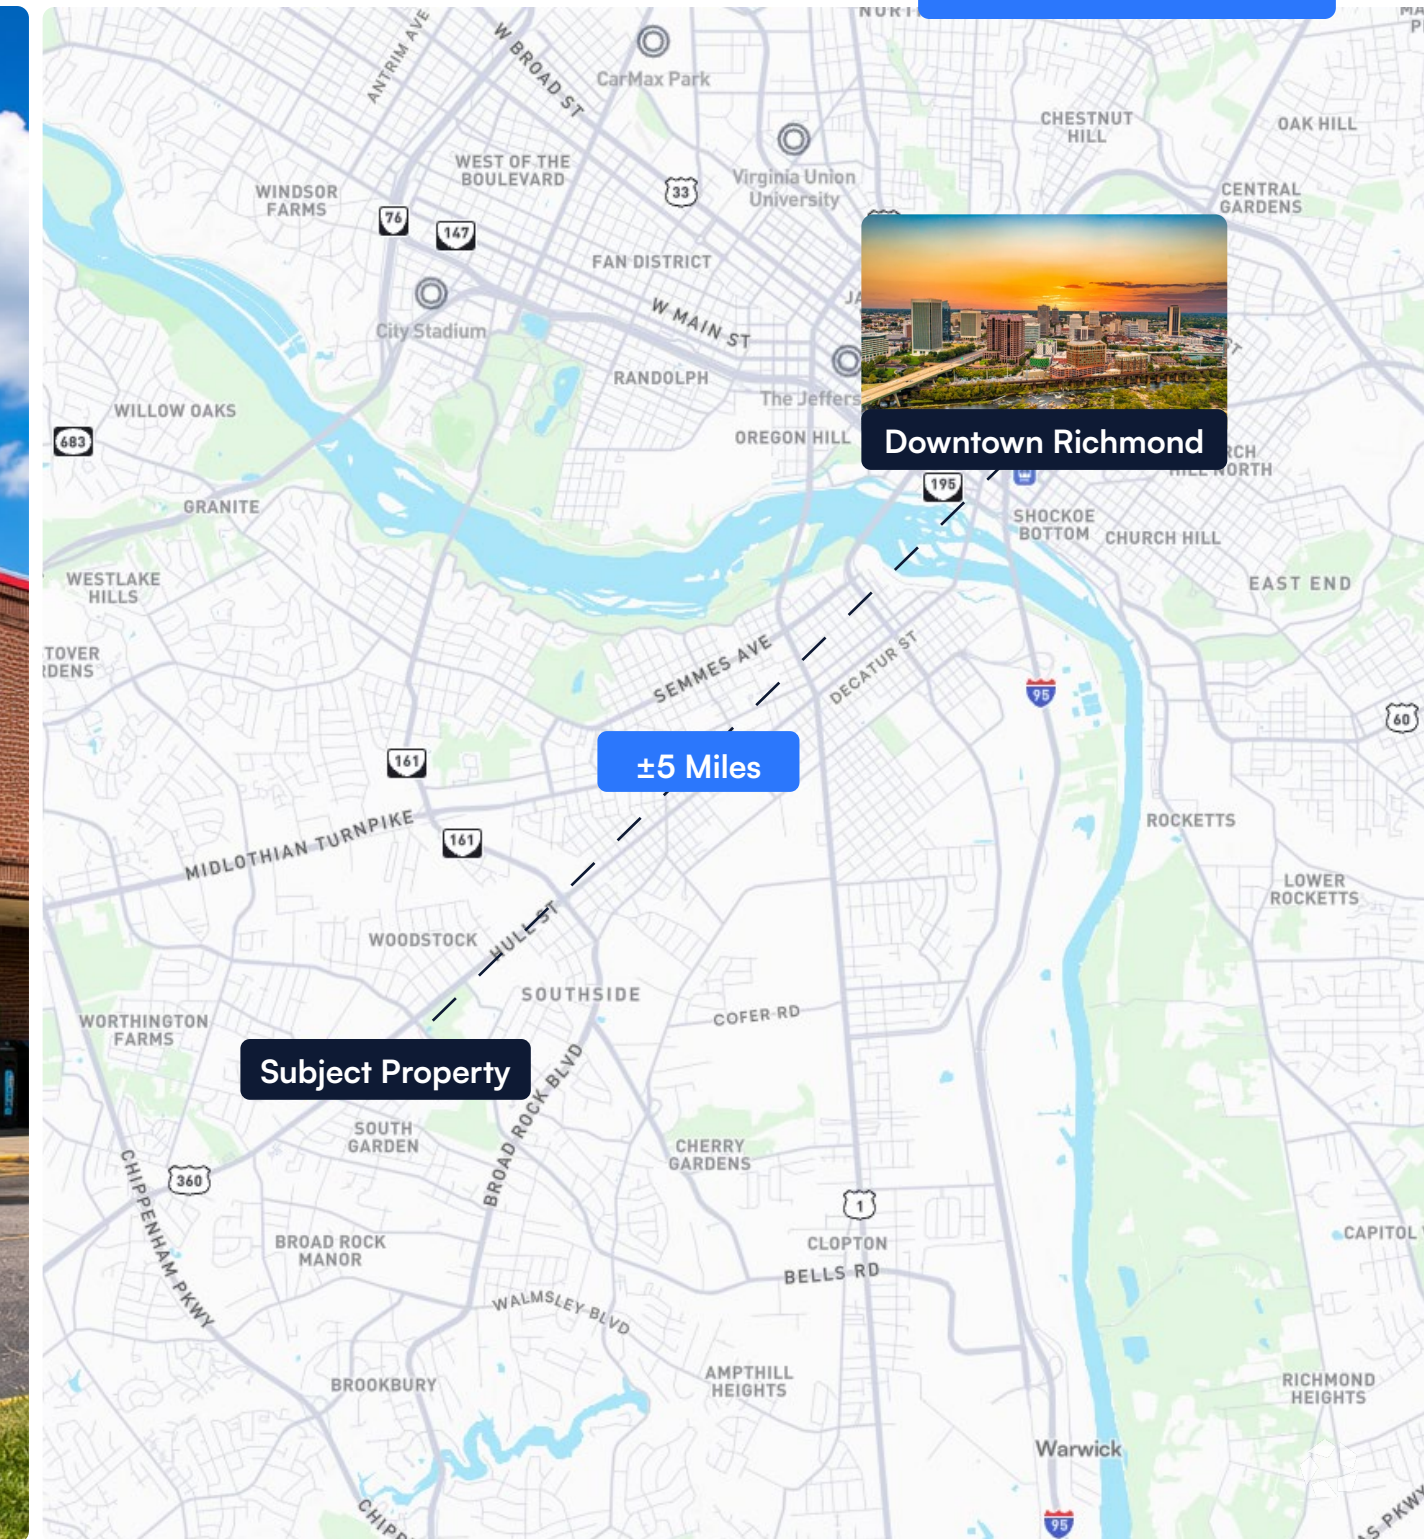 ANTRIM AVE
W BROAD ST
CarMax Park
CHESTNUT
HILL
OAK HILL
WEST OF THE
BOULEVARD
WINDSOR
FARMS
33
Virginia Union
University
CENTRAL
GARDENS
76
147
FAN DISTRICT
W MAIN ST
City Stadium
RANDOLPH
The Jeffers
WILLOW OAKS
683
OREGON HILL
Downtown Richmond
HILL NORTH
195
GRANITE
SHOCKOE
BOTTOM
CHURCH HILL
WESTLAKE
HILLS
EAST END
SEMMES AVE
DECATUR ST
95
60
161
±5 Miles
MIDLOTHIAN TURNPIKE
161
ROCKETTS
LOWER
ROCKETTS
HULL ST
WOODSTOCK
SOUTHSIDE
COFER RD
WORTHINGTON
FARMS
Subject Property
BROAD ROCK BLVD
SOUTH
GARDEN
CHERRY
GARDENS
CHIPPENHAM PKWY
360
1
BROAD ROCK
MANOR
CLOPTON
CAPITOL
BELLS RD
WALMSLEY BLVD
BROOKBURY
AMPTHILL
HEIGHTS
RICHMOND
HEIGHTS
Warwick
95